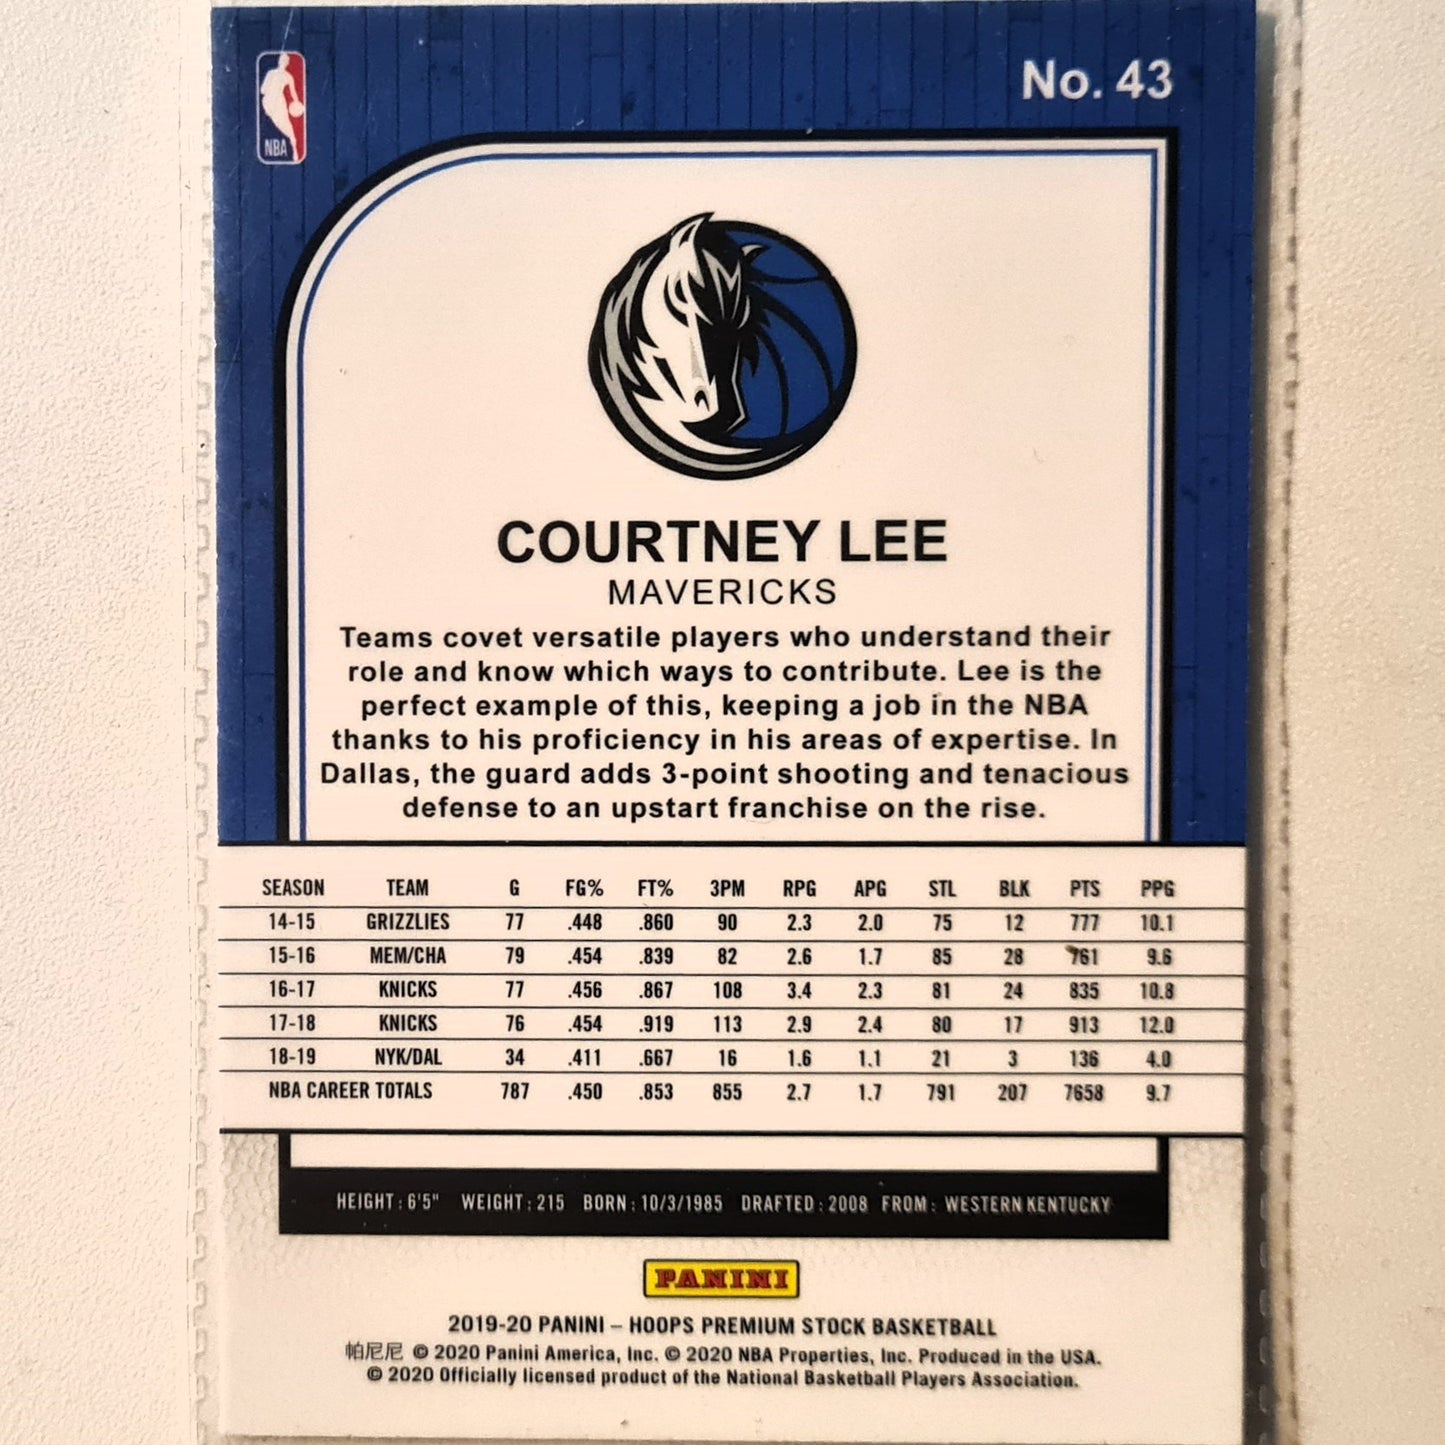 No. 43
NBA
COURTNEY LEE
MAVERICKS
Teams covet versatile players who understand their
role and know which ways to contribute. Lee is the
perfect example of this, keeping a job in the NBA
thanks to his proficiency in his areas of expertise. In
Dallas, the guard adds 3-point shooting and tenacious
defense to an upstart franchise on the rise.
SEASON TEAM G FG% FT% 3PM RPG APG STL BLK PTS PPG
14-15 GRIZZLIES 77 .448 .860 90 2.3 2.0 75 12 777 10.1
15-16 MEM/CHA 79 .454 .839 82 2.6 1.7 85 28 761 9.6
16-17 KNICKS 77 .456 .867 108 3.4 2.3 81 24 835 10.8
17-18 KNICKS 76 .454 .919 113 2.9 2.4 80 17 913 12.0
18-19 NYK/DAL 34 .411 .667 16 1.6 1.1 21 3 136 4.0
NBA CAREER TOTALS 787 .450 .853 855 2.7 1.7 791 207 7658 9.7
HEIGHT: 6'5" WEIGHT: 215 BORN: 10/3/1985 DRAFTED: 2008 FROM: WESTERN KENTUCKY
PANINI
2019-20 PANINI – HOOPS PREMIUM STOCK BASKETBALL
帕尼尼 © 2020 Panini America, Inc. © 2020 NBA Properties, Inc. Produced in the USA.
© 2020 Officially licensed product of the National Basketball Players Association.